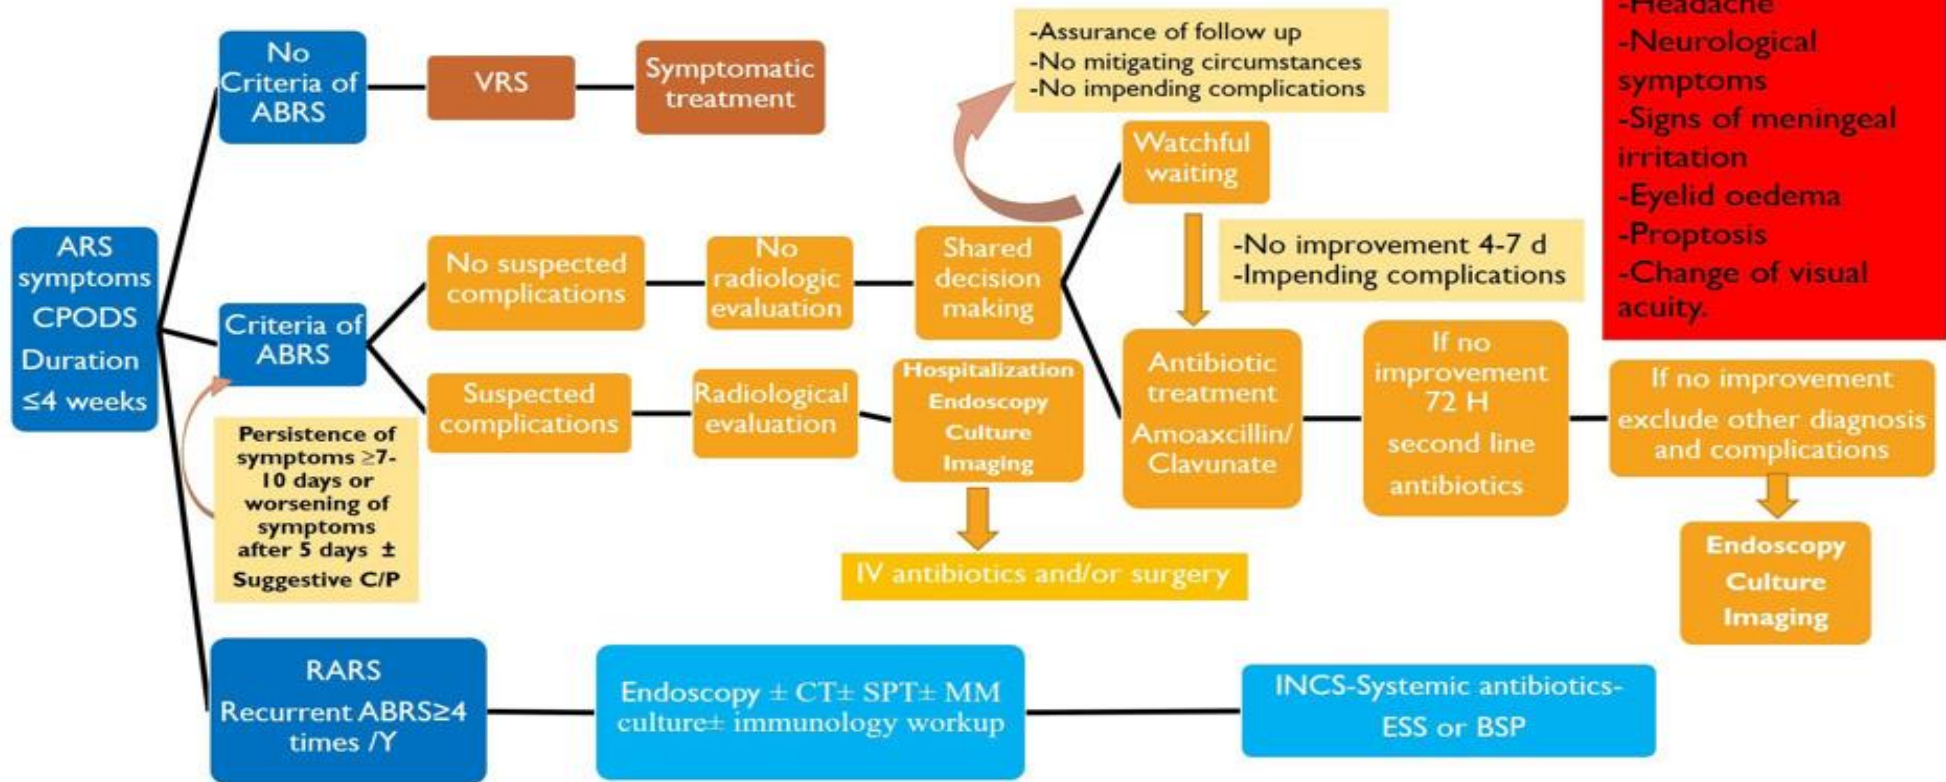 No
Criteria of
ABRS
VRS
Symptomatic
treatment
-Assurance of follow up
-No mitigating circumstances
-No impending complications
-Headache
-Neurological
symptoms
-Signs of meningeal
irritation
-Eyelid oedema
-Proptosis
-Change of visual
acuity.
Watchful
waiting
-No improvement 4-7 d
-Impending complications
ARS
symptoms
CPODS
Duration
≤4 weeks
Criteria of
ABRS
No suspected
complications
No
radiologic
evaluation
Shared
decision
making
Suspected
complications
Radiological
evaluation
Hospitalization
Endoscopy
Culture
Imaging
Antibiotic
treatment
Amoaxcillin/
Clavunate
If no
improvement
72 H
second line
antibiotics
If no improvement
exclude other diagnosis
and complications
Persistence of
symptoms ≥7-
10 days or
worsening of
symptoms
after 5 days ±
Suggestive C/P
IV antibiotics and/or surgery
Endoscopy
Culture
Imaging
RARS
Recurrent ABRS≥4
times /Y
Endoscopy ± CT± SPT± MM
culture± immunology workup
INCS-Systemic antibiotics-
ESS or BSP